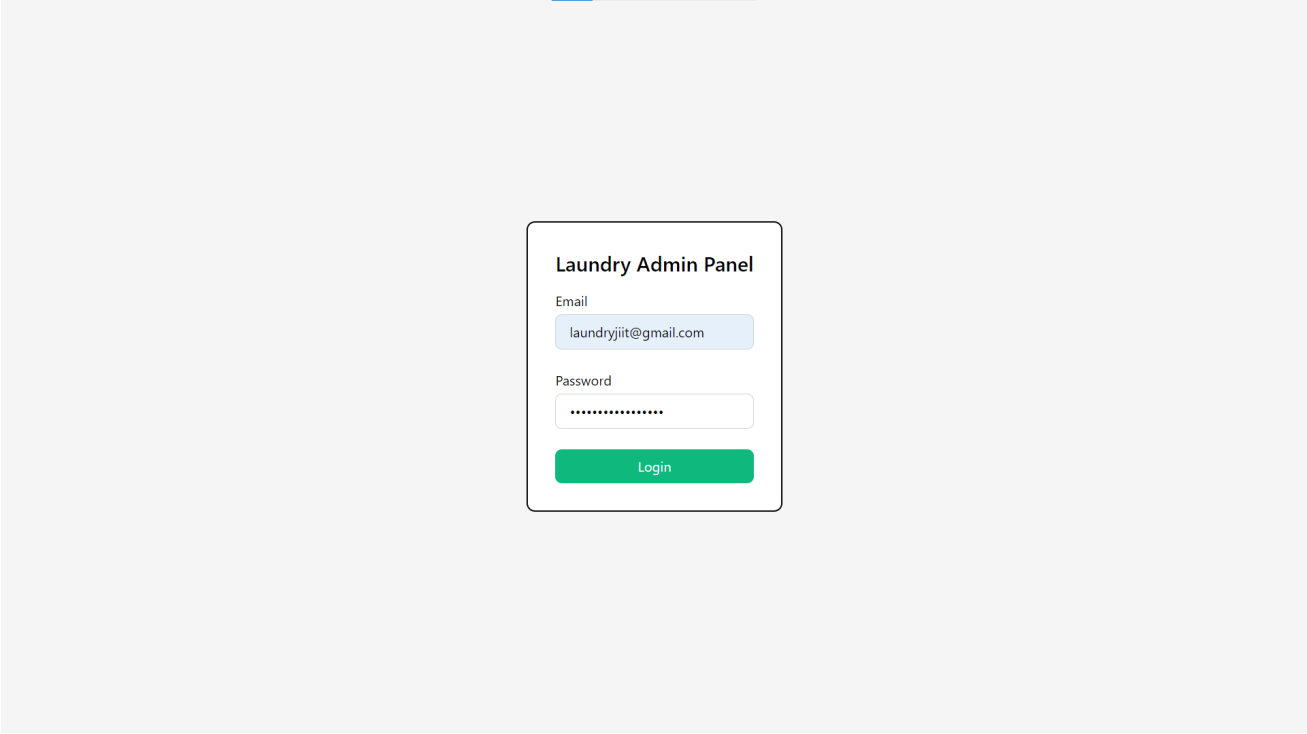 Laundry Admin Panel
Email
laundryjiit@gmail.com
Password
•••••••••••••••••
Login